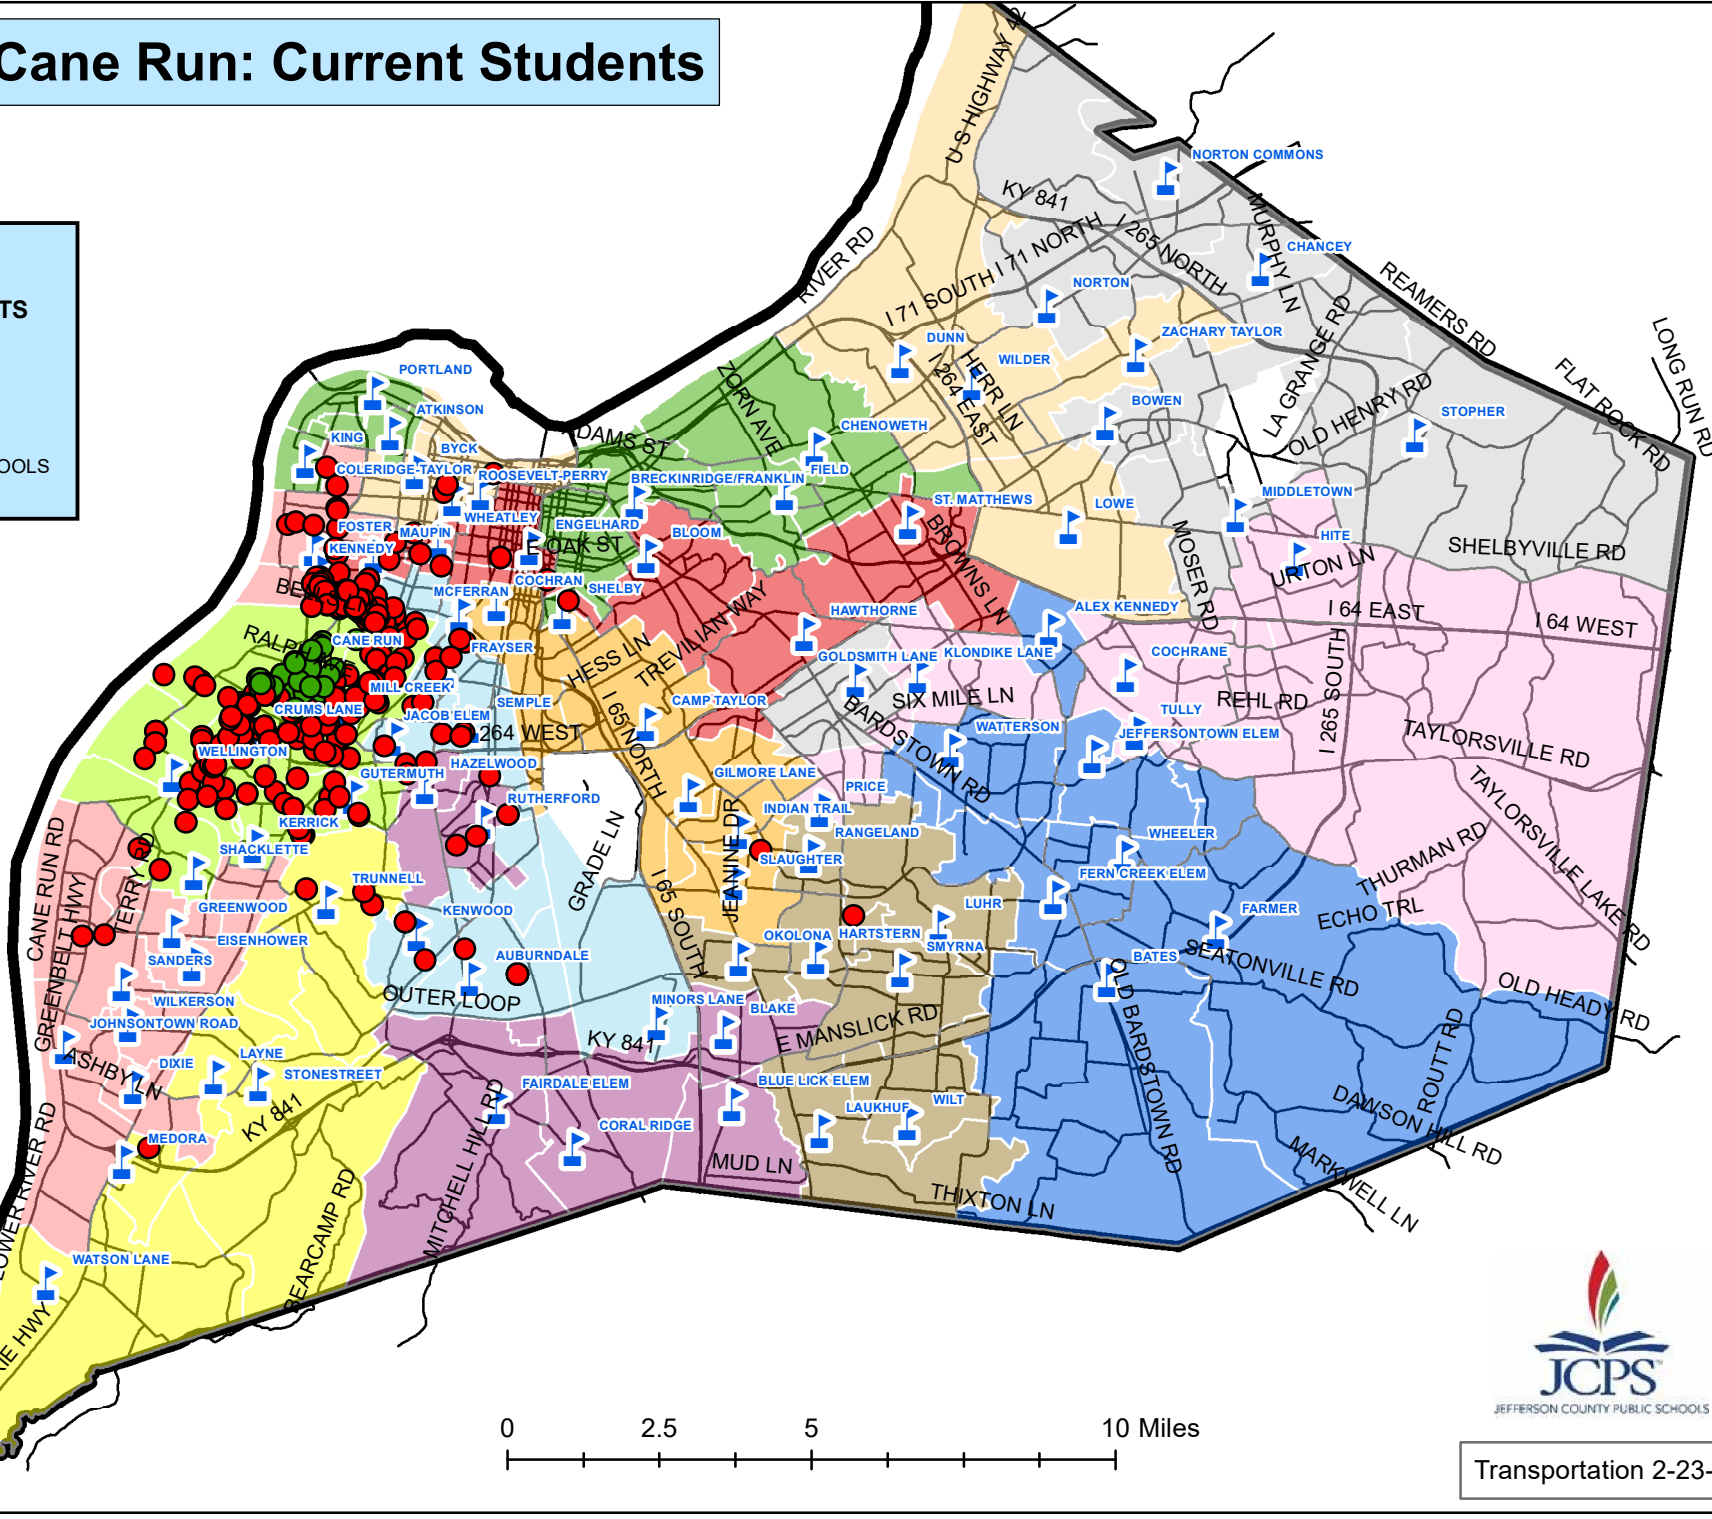 Cane Run: Current Students
TS
OOLS
U S HIGHWAY 42
NORTON COMMONS
KY 841
MURPHY LN
CHANCEY
I 265 NORTH
I 71 NORTH
RIVER RD
REAMERS RD
NORTON
I 71 SOUTH
LONG RUN RD
ZACHARY TAYLOR
DUNN
WILDER
HERR LN
I 264 EAST
LA GRANGE RD
FLAT ROCK RD
PORTLAND
ZORN AVE
OLD HENRY RD
BOWEN
STOPHER
ATKINSON
CHENOWETH
KING
BYCK
DAMS ST
COLERIDGE-TAYLOR
ROOSEVELT-PERRY
BRECKINRIDGE/FRANKLIN
FIELD
MIDDLETOWN
ST. MATTHEWS
LOWE
WHEATLEY
FOSTER
MAUPIN
ENGELHARD
BLOOM
BROWNS LN
MOSER RD
HITE
KENNEDY
E OAK ST
SHELBYVILLE RD
URTON LN
COCHRAN
SHELBY
MCFERRAN
TREVILIAN WAY
HAWTHORNE
ALEX KENNEDY
I 64 EAST
I 64 WEST
RALPH AVE
CANE RUN
FRAYSER
HESS LN
GOLDSMITH LANE
KLONDIKE LANE
COCHRANE
MILL CREEK
SIX MILE LN
REHL RD
I 265 SOUTH
CRUMS LANE
JACOB ELEM
SEMPLE
CAMP TAYLOR
BARDSTOWN RD
WATTERSON
TULLY
JEFFERSONTOWN ELEM
I 65 NORTH
264 WEST
TAYLORSVILLE RD
WELLINGTON
GUTERMUTH
HAZELWOOD
GILMORE LANE
PRICE
TAYLORSVILLE LAKE RD
RUTHERFORD
INDIAN TRAIL
RANGELAND
KERRICK
WHEELER
GRADE LN
JEANINE DR
THURMAN RD
CANE RUN RD
TERRY RD
SHACKLETTE
SLAUGHTER
FERN CREEK ELEM
TRUNNELL
GREENBELT HWY
GREENWOOD
KENWOOD
I 65 SOUTH
LUHR
FARMER
ECHO TRL
EISENHOWER
OKOLONA
HARTSTERN
SMYRNA
SANDERS
AUBURNDALE
BATES
SEATONVILLE RD
OUTER LOOP
OLD HEADY RD
WILKERSON
MINORS LANE
BLAKE
JOHNSONTOWN ROAD
KY 841
E MANSLICK RD
OLD BARDSTOWN RD
ROUTT RD
ASHBY LN
DIXIE
LAYNE
STONESTREET
FAIRDALE ELEM
BLUE LICK ELEM
WILT
LAUKHUF
DAWSON HILL RD
KY 841
MITCHELL HILL RD
CORAL RIDGE
MEDORA
MUD LN
MARKWELL LN
LOWER RIVER RD
BEARCAMP RD
THIXTON LN
WATSON LANE
IE HWY
JCPS
JEFFERSON COUNTY PUBLIC SCHOOLS
0 2.5 5 10 Miles
Transportation 2-23-